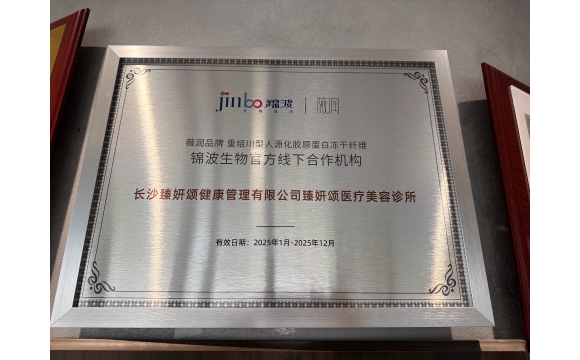 jinbo 锦波 | 薇润
薇润品牌 重组III型人源化胶原蛋白冻干纤维
锦波生物官方线下合作机构
长沙臻妍颂健康管理有限公司臻妍颂医疗美容诊所
有效日期：2025年1月-2025年12月